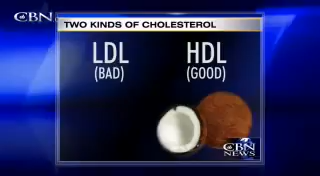 CBN.
TWO KINDS OF CHOLESTEROL
LDL
(BAD)
HDL
(GOOD)
CBN
NEWS